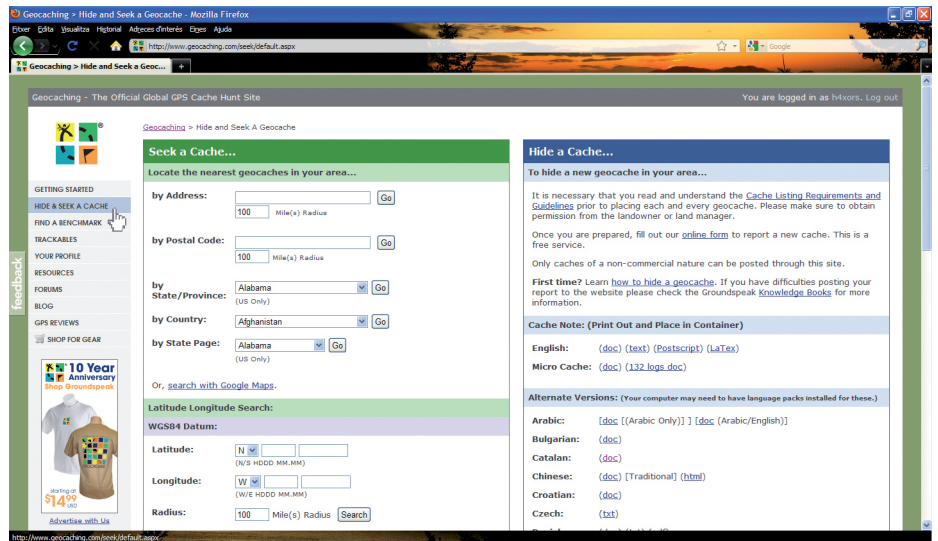 Geocaching > Hide and Seek a Geocache - Mozilla Firefox
Fitxer Edita Visualitza Historial Adreces d'interès Eines Ajuda
http://www.geocaching.com/seek/default.aspx
Google
Geocaching > Hide and Seek a Geoc...
Geocaching - The Official Global GPS Cache Hunt Site
You are logged in as h4xors. Log out
Geocaching > Hide and Seek A Geocache
GETTING STARTED
HIDE & SEEK A CACHE
FIND A BENCHMARK
TRACKABLES
YOUR PROFILE
RESOURCES
FORUMS
BLOG
GPS REVIEWS
SHOP FOR GEAR
feedback
10 Year
Anniversary
Shop Groundspeak
starting at
$14.99 USD
Advertise with Us
Seek a Cache...
Locate the nearest geocaches in your area...
by Address: Go
100 Mile(s) Radius
by Postal Code: Go
100 Mile(s) Radius
by State/Province: Alabama Go
(US Only)
by Country: Afghanistan Go
by State Page: Alabama Go
(US Only)
Or, search with Google Maps.
Latitude Longitude Search:
WGS84 Datum:
Latitude: N
(N/S HDDD MM.MM)
Longitude: W
(W/E HDDD MM.MM)
Radius: 100 Mile(s) Radius Search
Hide a Cache...
To hide a new geocache in your area...
It is necessary that you read and understand the Cache Listing Requirements and
Guidelines prior to placing each and every geocache. Please make sure to obtain
permission from the landowner or land manager.
Once you are prepared, fill out our online form to report a new cache. This is a
free service.
Only caches of a non-commercial nature can be posted through this site.
First time? Learn how to hide a geocache. If you have difficulties posting your
report to the website please check the Groundspeak Knowledge Books for more
information.
Cache Note: (Print Out and Place in Container)
English: (doc) (text) (Postscript) (LaTex)
Micro Cache: (doc) (132 logs doc)
Alternate Versions: (Your computer may need to have language packs installed for these.)
Arabic: [doc [(Arabic Only)] ] [doc (Arabic/English)]
Bulgarian: (doc)
Catalan: (doc)
Chinese: (doc) [Traditional] (html)
Croatian: (doc)
Czech: (txt)
http://www.geocaching.com/seek/default.aspx